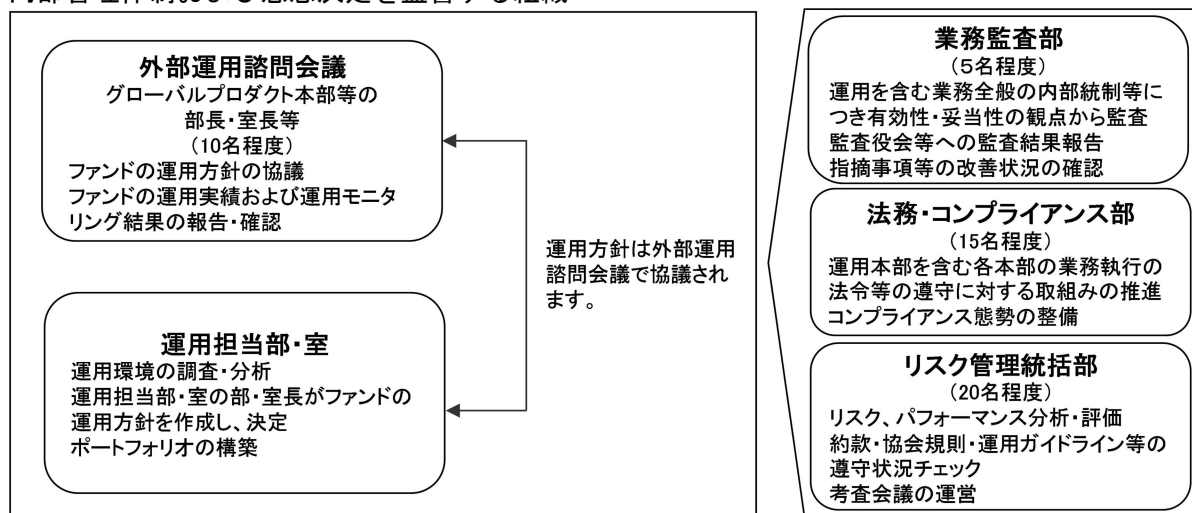 外部運用諮問会議
グローバルプロダクト本部等の
部長・室長等
(10名程度)
ファンドの運用方針の協議
ファンドの運用実績および運用モニタ
リング結果の報告・確認
運用方針は外部運用
諮問会議で協議され
ます。
運用担当部・室
運用環境の調査・分析
運用担当部・室の部・室長がファンドの
運用方針を作成し、決定
ポートフォリオの構築
業務監査部
(5名程度)
運用を含む業務全般の内部統制等に
つき有効性・妥当性の観点から監査
監査役会等への監査結果報告
指摘事項等の改善状況の確認
法務・コンプライアンス部
(15名程度)
運用本部を含む各本部の業務執行の
法令等の遵守に対する取組みの推進
コンプライアンス態勢の整備
リスク管理統括部
(20名程度)
リスク、パフォーマンス分析・評価
約款・協会規則・運用ガイドライン等の
遵守状況チェック
考査会議の運営